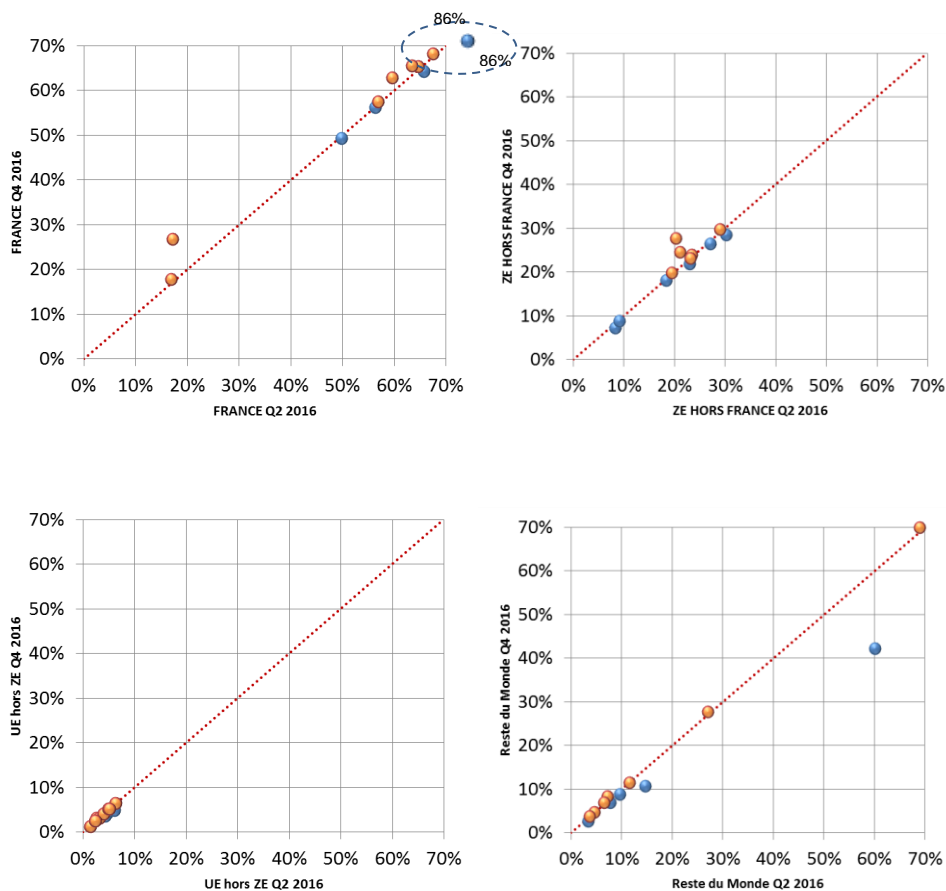 86%
86%
70%
60%
50%
40%
30%
20%
10%
0%
FRANCE Q4 2016
0% 10% 20% 30% 40% 50% 60% 70%
FRANCE Q2 2016
70%
60%
50%
40%
30%
20%
10%
0%
ZE HORS FRANCE Q4 2016
0% 10% 20% 30% 40% 50% 60% 70%
ZE HORS FRANCE Q2 2016
70%
60%
50%
40%
30%
20%
10%
0%
UE hors ZE Q4 2016
0% 10% 20% 30% 40% 50% 60% 70%
UE hors ZE Q2 2016
70%
60%
50%
40%
30%
20%
10%
0%
Reste du Monde Q4 2016
0% 10% 20% 30% 40% 50% 60% 70%
Reste du Monde Q2 2016